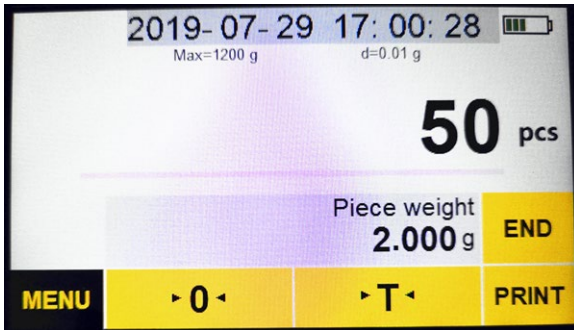 2019-07-29 17:00:28
Max=1200 g d=0.01 g
50 pcs
Piece weight
2.000 g
END
MENU ▸0◂ ▸T◂ PRINT